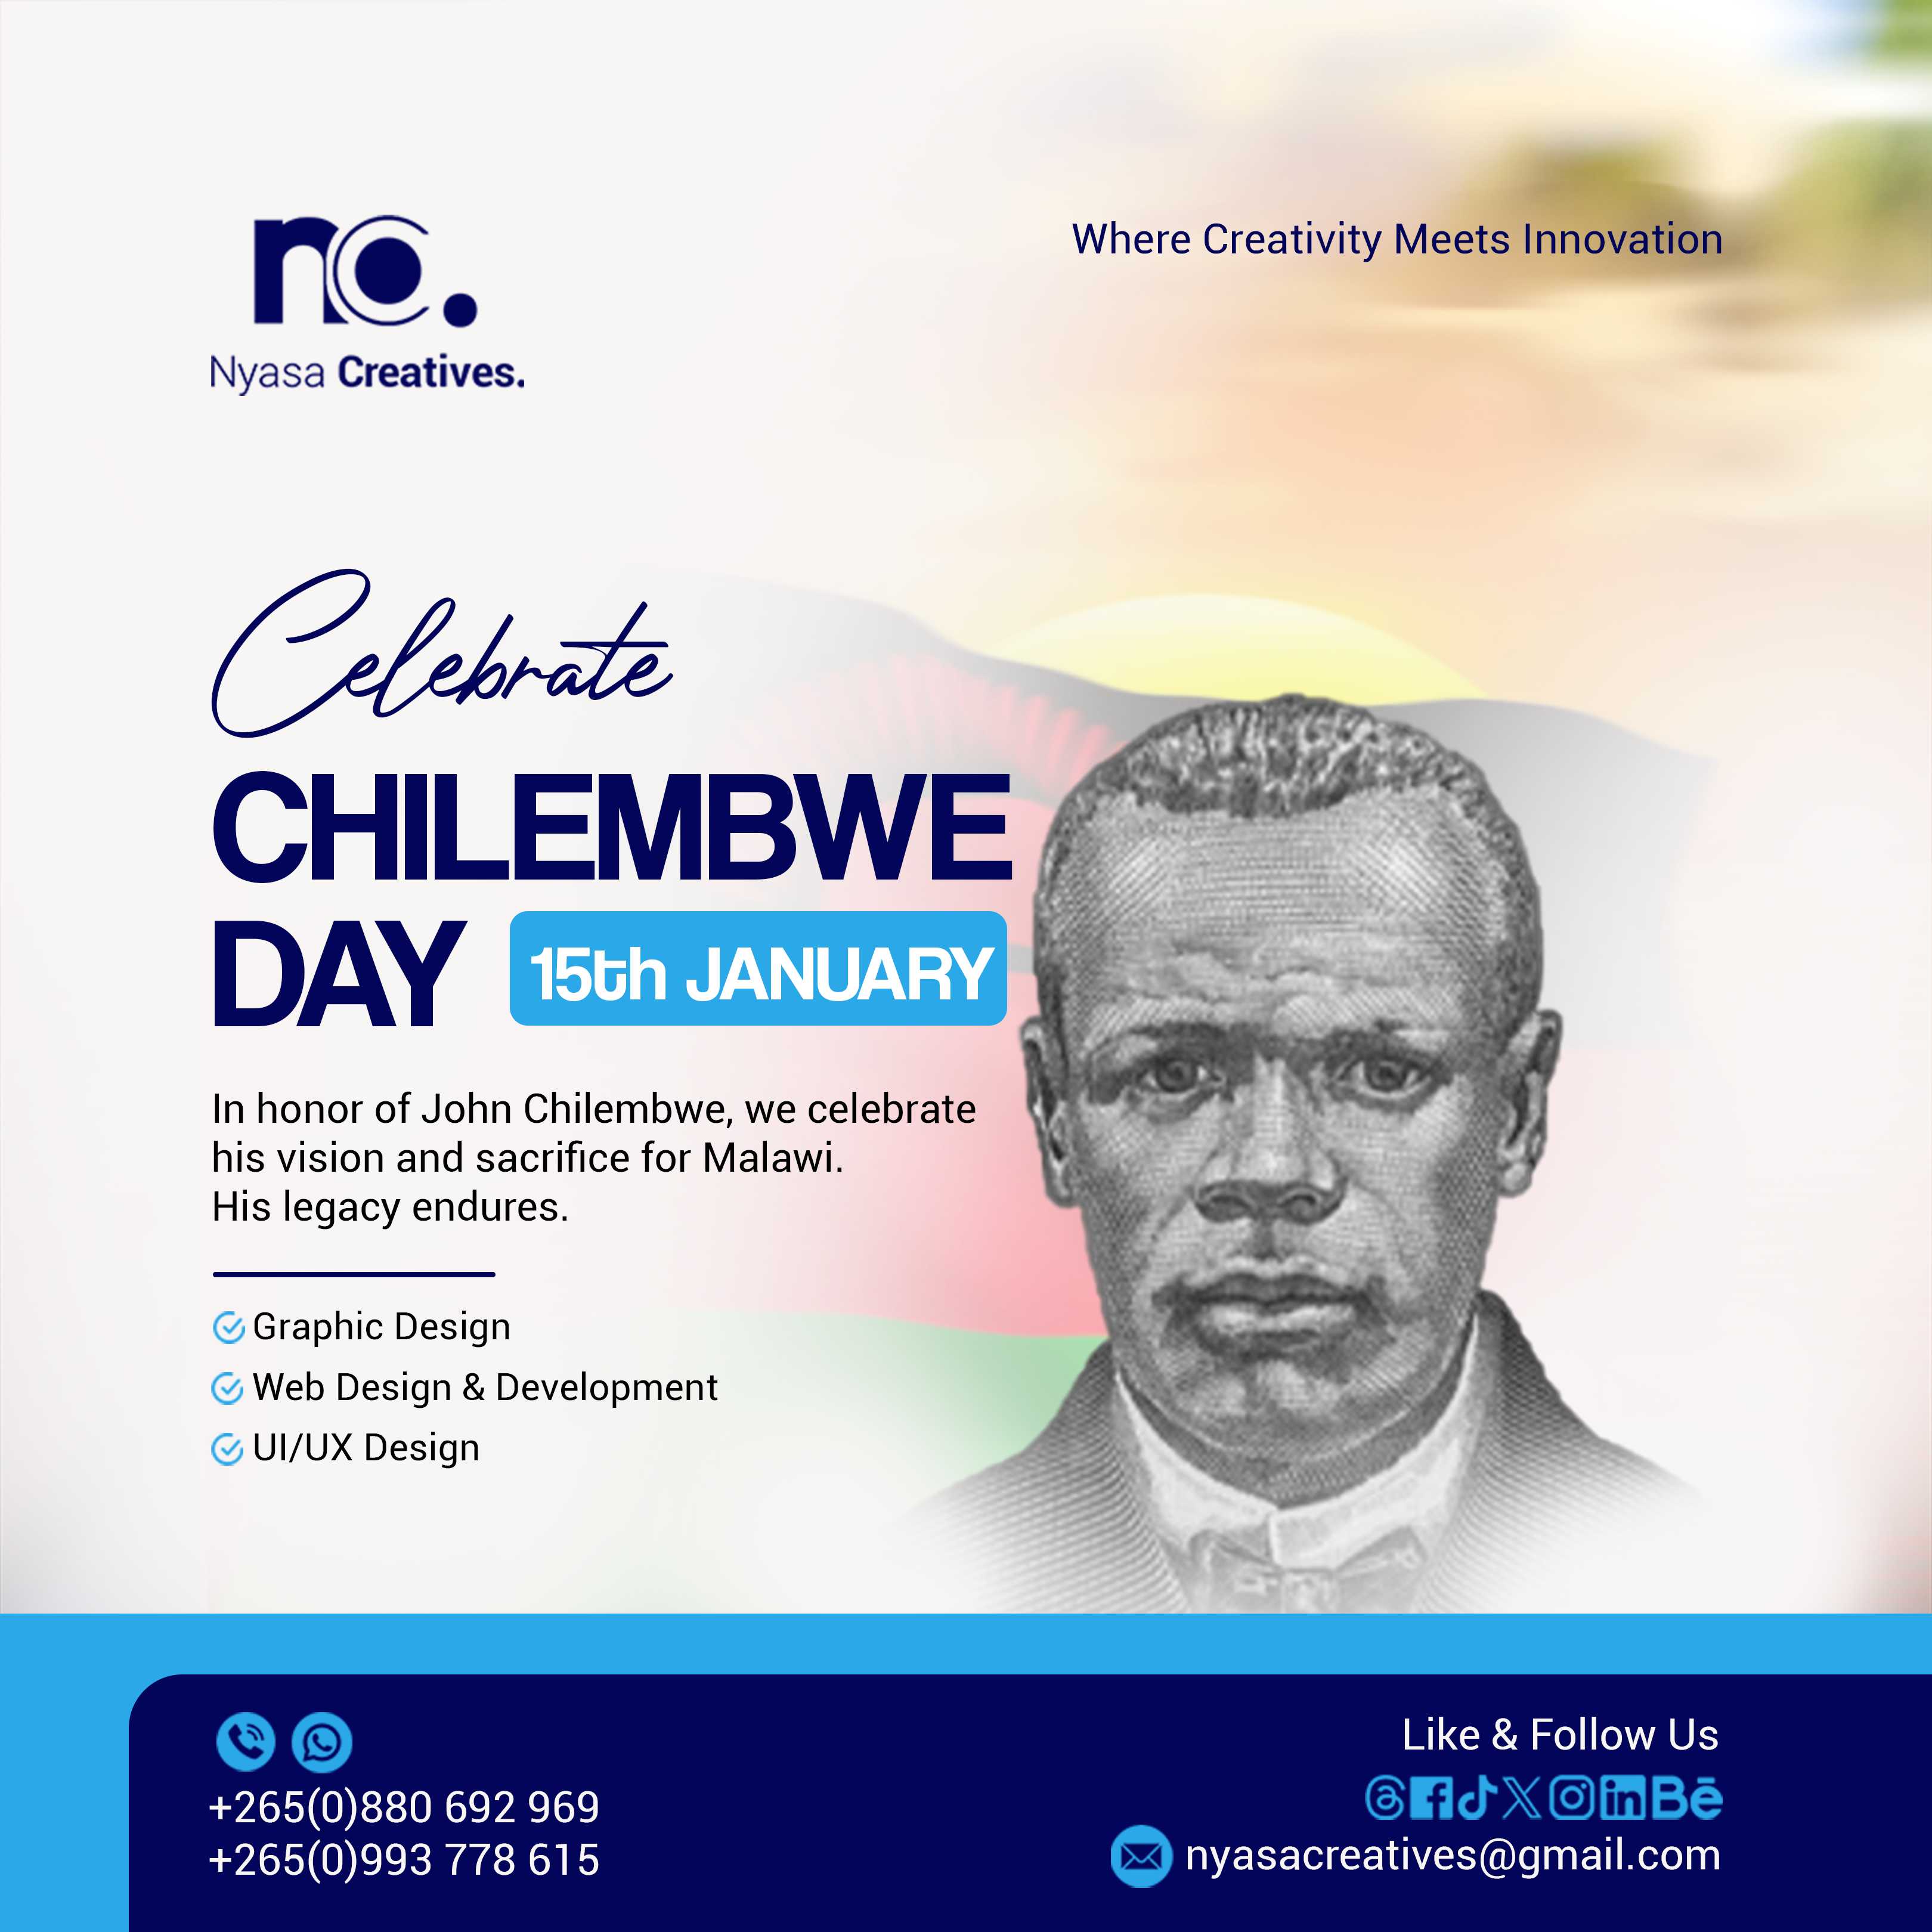 nc.
Nyasa Creatives.
Where Creativity Meets Innovation
Celebrate
CHILEMBWE
DAY 15th JANUARY
In honor of John Chilembwe, we celebrate
his vision and sacrifice for Malawi.
His legacy endures.
Graphic Design
Web Design & Development
UI/UX Design
+265(0)880 692 969
+265(0)993 778 615
Like & Follow Us
nyasacreatives@gmail.com